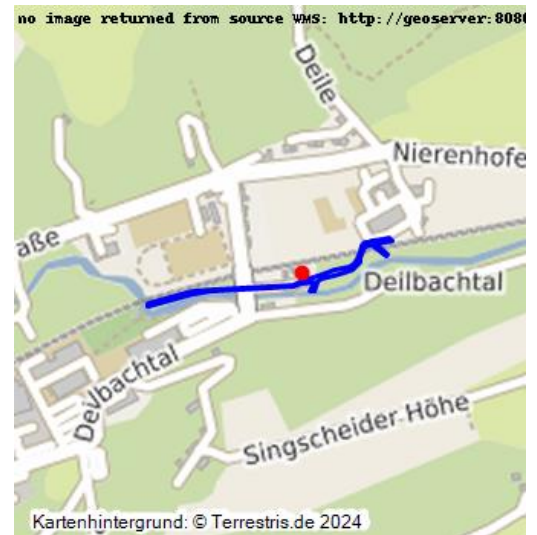 no image returned from source WMS: http://geoserver:808
Deile
Nierenhofe
aße
Deilbachtal
Deilbachtal
Singscheider Höhe
Kartenhintergrund: © Terrestris.de 2024